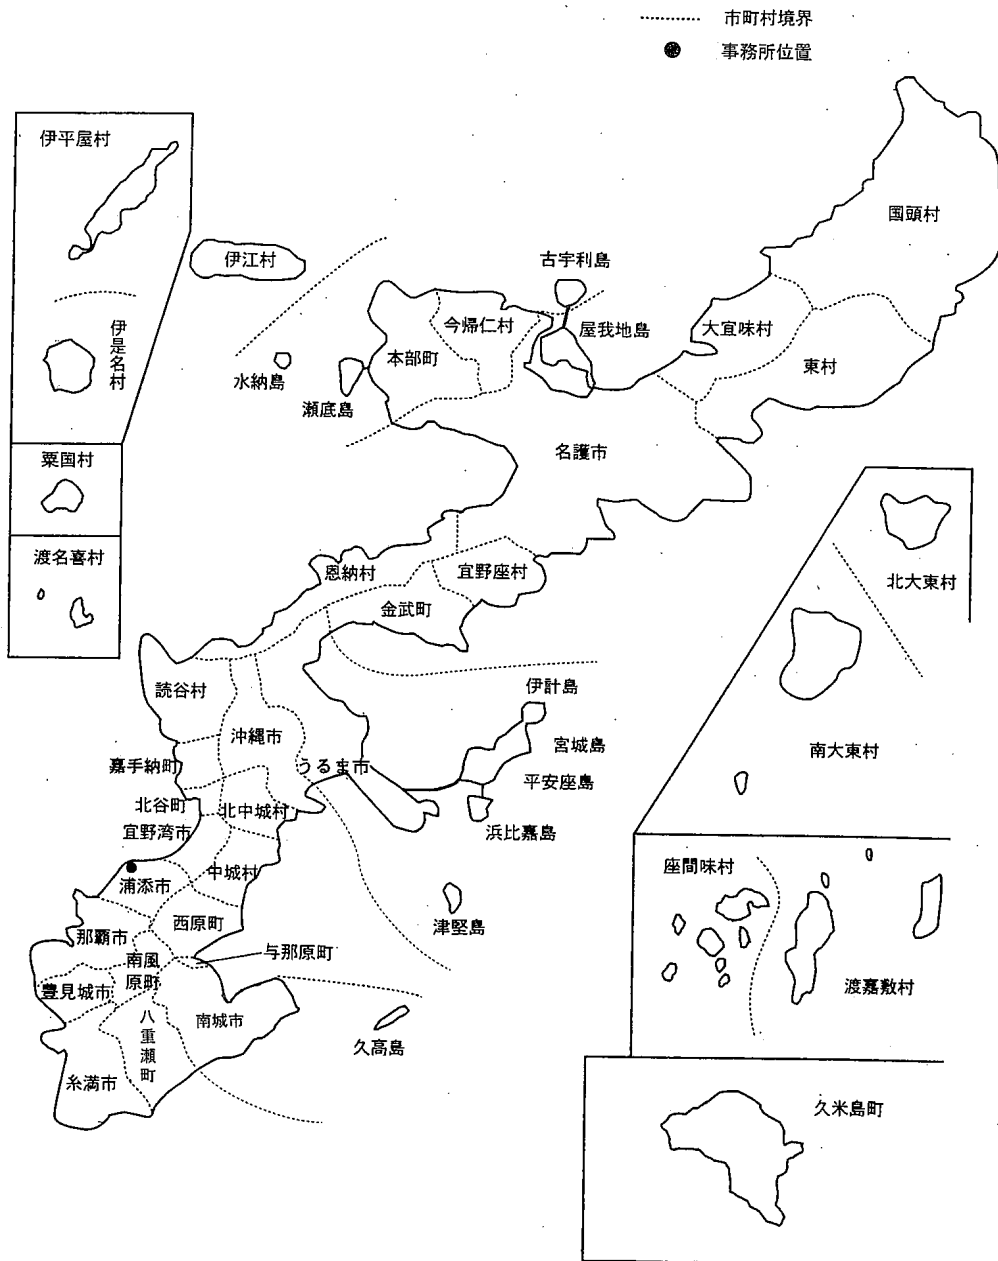 市町村境界
事務所位置
伊平屋村
国頭村
伊江村
古宇利島
伊是名村
今帰仁村
屋我地島
大宜味村
本部町
東村
水納島
瀬底島
名護市
粟国村
渡名喜村
恩納村
宜野座村
北大東村
金武町
読谷村
伊計島
沖縄市
宮城島
南大東村
嘉手納町
うるま市
平安座島
北谷町
北中城村
宜野湾市
浜比嘉島
座間味村
中城村
浦添市
西原町
津堅島
那覇市
与那原町
南風
原町
豊見城市
渡嘉敷村
南城市
八重瀬町
久高島
糸満市
久米島町